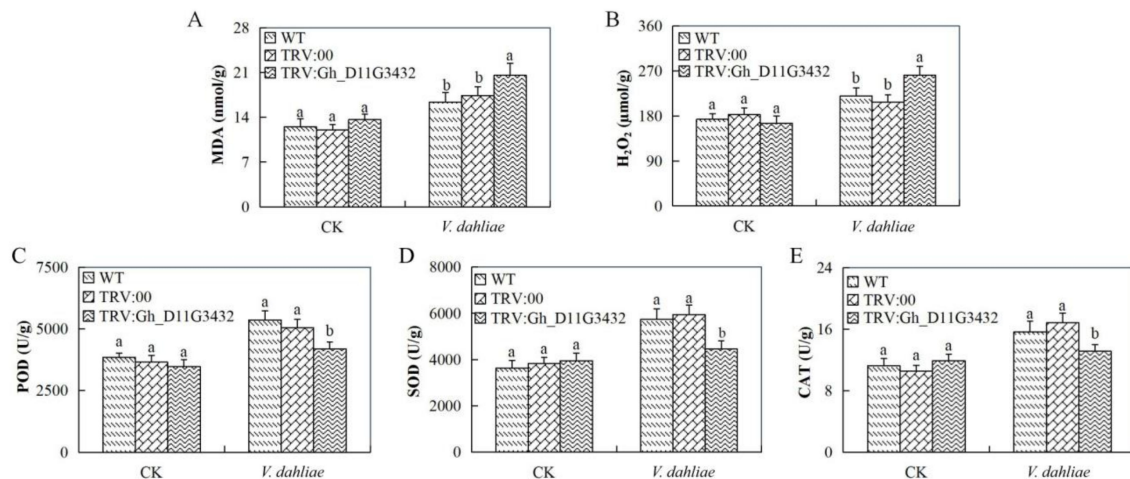 A
28
WT
TRV:00
TRV:Gh_D11G3432
a
a
a
b
b
a
21
14
7
0
MDA (nmol/g)
CK
V. dahliae
B
360
WT
TRV:00
TRV:Gh_D11G3432
a
a
a
b
b
a
270
180
90
0
H₂O₂ (μmol/g)
CK
V. dahliae
C
7500
WT
TRV:00
TRV:Gh_D11G3432
a
a
a
a
a
b
5000
2500
0
POD (U/g)
CK
V. dahliae
D
8000
WT
TRV:00
TRV:Gh_D11G3432
a
a
a
a
a
b
6000
4000
2000
0
SOD (U/g)
CK
V. dahliae
E
24
WT
TRV:00
TRV:Gh_D11G3432
a
a
a
a
a
b
16
8
0
CAT (U/g)
CK
V. dahliae